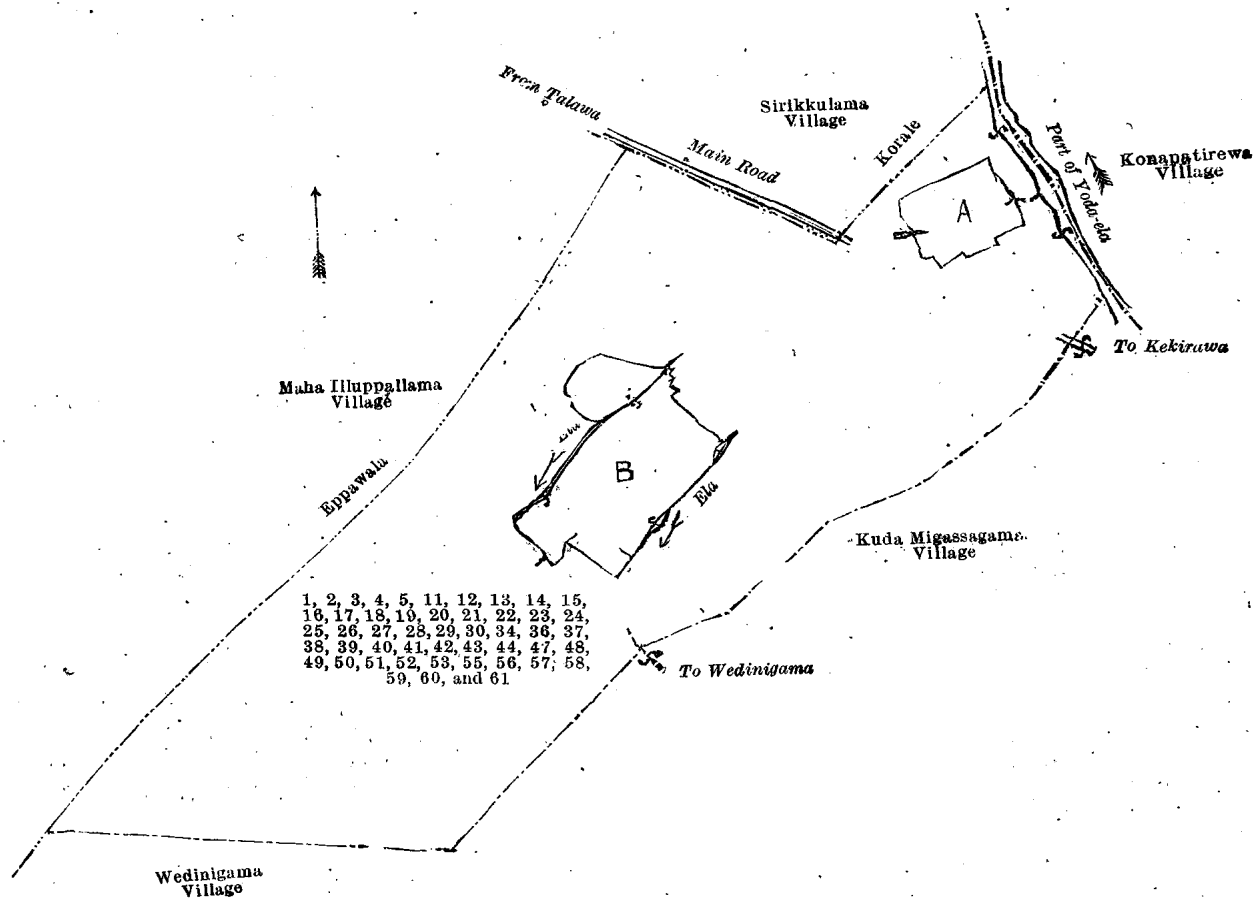 From Talawa
Main Road
Sirikkulama
Village
Korale
Part of Yoda-ela
Konapatirewa
Village
A
To Kekirawa
Maha Illuppallama
Village
Eppawala
B
Ela
Kuda Migassagama
Village
1, 2, 3, 4, 5, 11, 12, 13, 14, 15,
16, 17, 18, 19, 20, 21, 22, 23, 24,
25, 26, 27, 28, 29, 30, 34, 36, 37,
38, 39, 40, 41, 42, 43, 44, 47, 48,
49, 50, 51, 52, 53, 55, 56, 57, 58,
59, 60, and 61
To Wedinigama
Wedinigama
Village